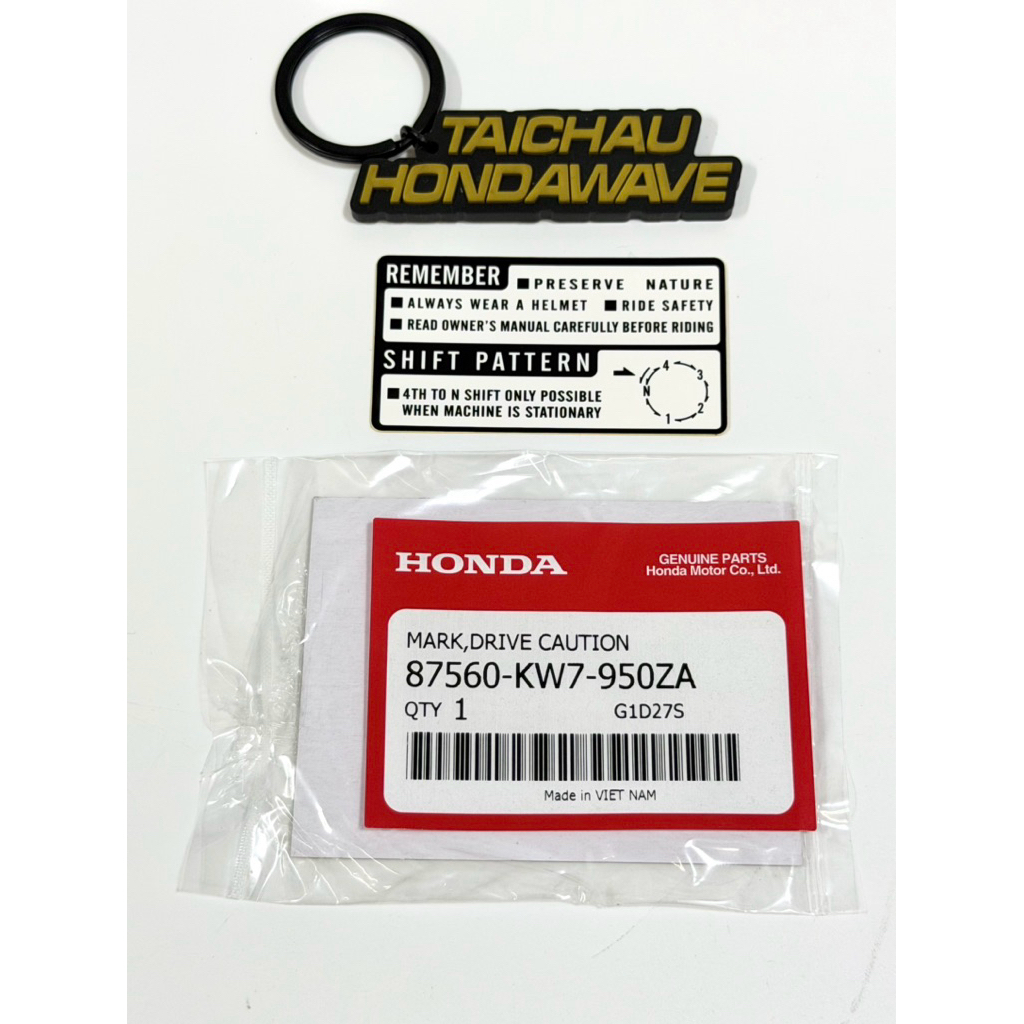 TAICHAU
HONDAWAVE
REMEMBER
■ PRESERVE NATURE
■ ALWAYS WEAR A HELMET ■ RIDE SAFETY
■ READ OWNER'S MANUAL CAREFULLY BEFORE RIDING
SHIFT PATTERN
■ 4TH TO N SHIFT ONLY POSSIBLE
WHEN MACHINE IS STATIONARY
4
3
N
2
1
HONDA
GENUINE PARTS
Honda Motor Co., Ltd.
MARK,DRIVE CAUTION
87560-KW7-950ZA
QTY 1 G1D27S
Made in VIET NAM